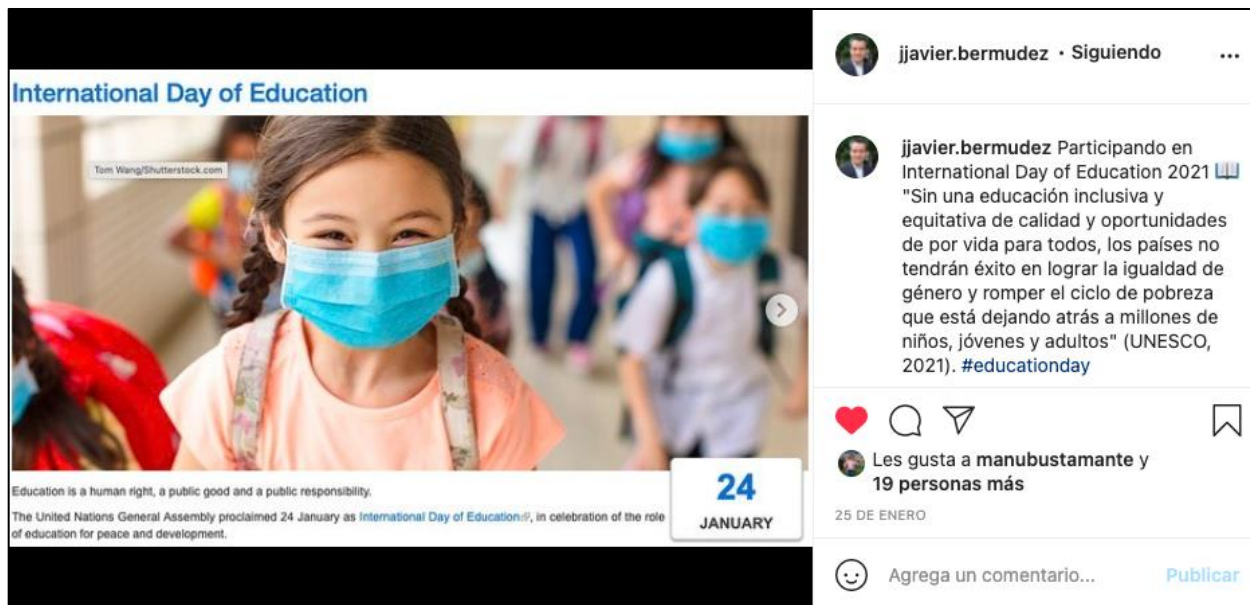 International Day of Education
Tom Wang/Shutterstock.com
Education is a human right, a public good and a public responsibility.
The United Nations General Assembly proclaimed 24 January as International Day of Education, in celebration of the role
of education for peace and development.
24
JANUARY
jjavier.bermudez • Siguiendo
jjavier.bermudez Participando en
International Day of Education 2021
"Sin una educación inclusiva y
equitativa de calidad y oportunidades
de por vida para todos, los países no
tendrán éxito en lograr la igualdad de
género y romper el ciclo de pobreza
que está dejando atrás a millones de
niños, jóvenes y adultos" (UNESCO,
2021). #educationday
Les gusta a manubustamante y
19 personas más
25 DE ENERO
Agrega un comentario...
Publicar